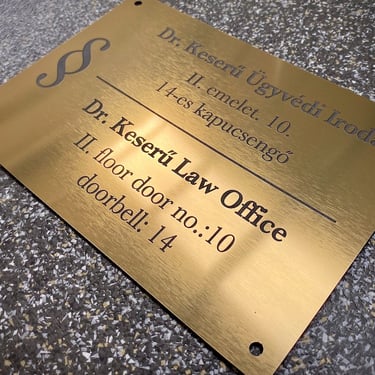 §
Dr. Keserű Ügyvédi Iroda
II. emelet. 10.
14-es kapucsengő
Dr. Keserű Law Office
II. floor door no.:10
doorbell: 14